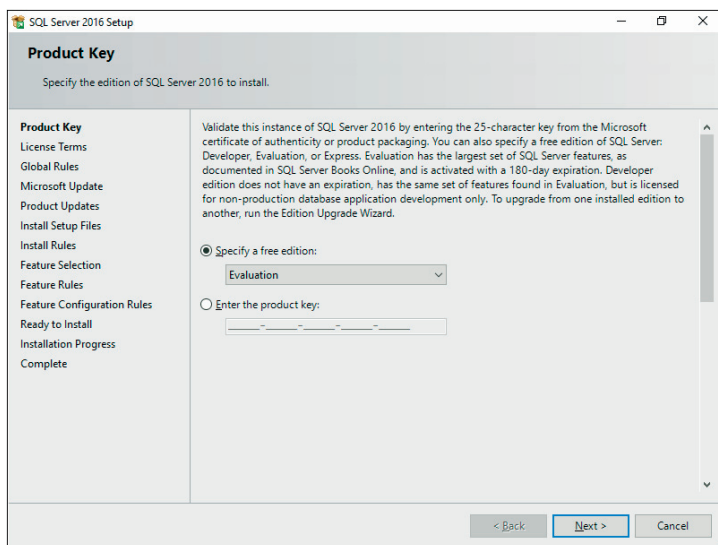 SQL Server 2016 Setup
Product Key
Specify the edition of SQL Server 2016 to install.
Product Key
License Terms
Global Rules
Microsoft Update
Product Updates
Install Setup Files
Install Rules
Feature Selection
Feature Rules
Feature Configuration Rules
Ready to Install
Installation Progress
Complete
Validate this instance of SQL Server 2016 by entering the 25-character key from the Microsoft
certificate of authenticity or product packaging. You can also specify a free edition of SQL Server:
Developer, Evaluation, or Express. Evaluation has the largest set of SQL Server features, as
documented in SQL Server Books Online, and is activated with a 180-day expiration. Developer
edition does not have an expiration, has the same set of features found in Evaluation, but is licensed
for non-production database application development only. To upgrade from one installed edition to
another, run the Edition Upgrade Wizard.
Specify a free edition:
Evaluation
Enter the product key:
_____-_____-_____-_____-_____
< Back
Next >
Cancel